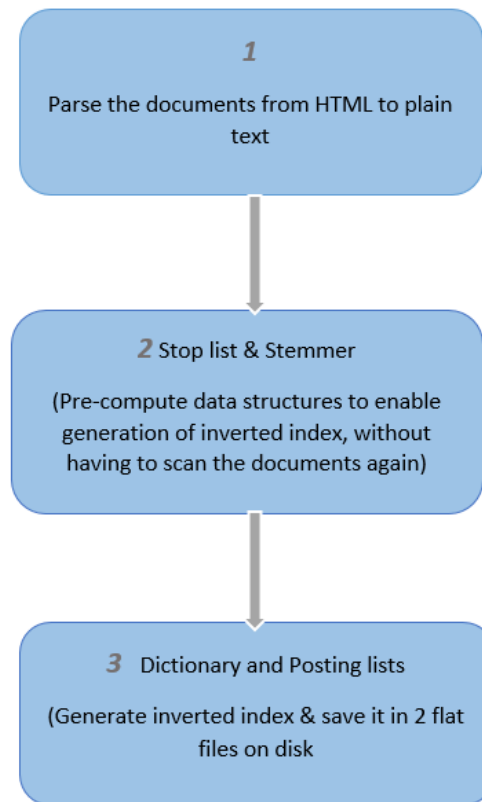 1
Parse the documents from HTML to plain
text
2 Stop list & Stemmer
(Pre-compute data structures to enable
generation of inverted index, without
having to scan the documents again)
3 Dictionary and Posting lists
(Generate inverted index & save it in 2 flat
files on disk